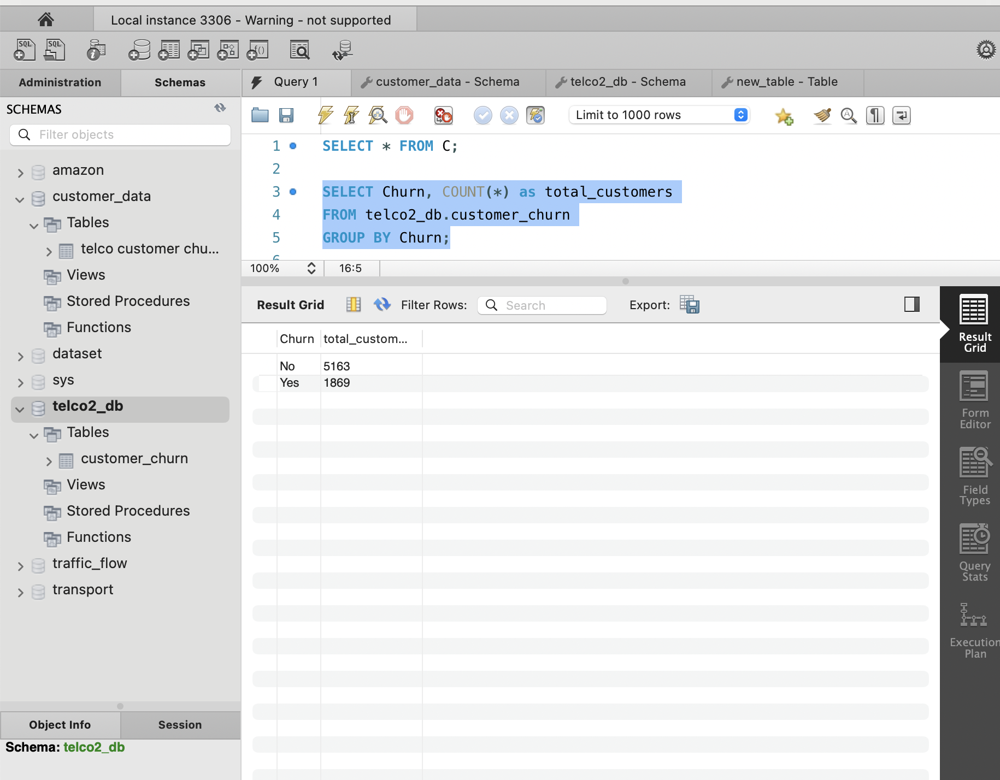 Local instance 3306 - Warning - not supported
SQL SQL f()
Administration Schemas
Query 1 customer_data - Schema telco2_db - Schema new_table - Table
SCHEMAS
Filter objects
Limit to 1000 rows
amazon
customer_data
Tables
telco customer chu...
Views
Stored Procedures
Functions
dataset
sys
telco2_db
Tables
customer_churn
Views
Stored Procedures
Functions
traffic_flow
transport
Object Info Session
Schema: telco2_db
1 SELECT * FROM C;
2
3 SELECT Churn, COUNT(*) as total_customers
4 FROM telco2_db.customer_churn
5 GROUP BY Churn;
6
100% 16:5
Result Grid Filter Rows: Search Export:
Churn total_custom...
No 5163
Yes 1869
Result
Grid
Form
Editor
Field
Types
Query
Stats
Execution
Plan